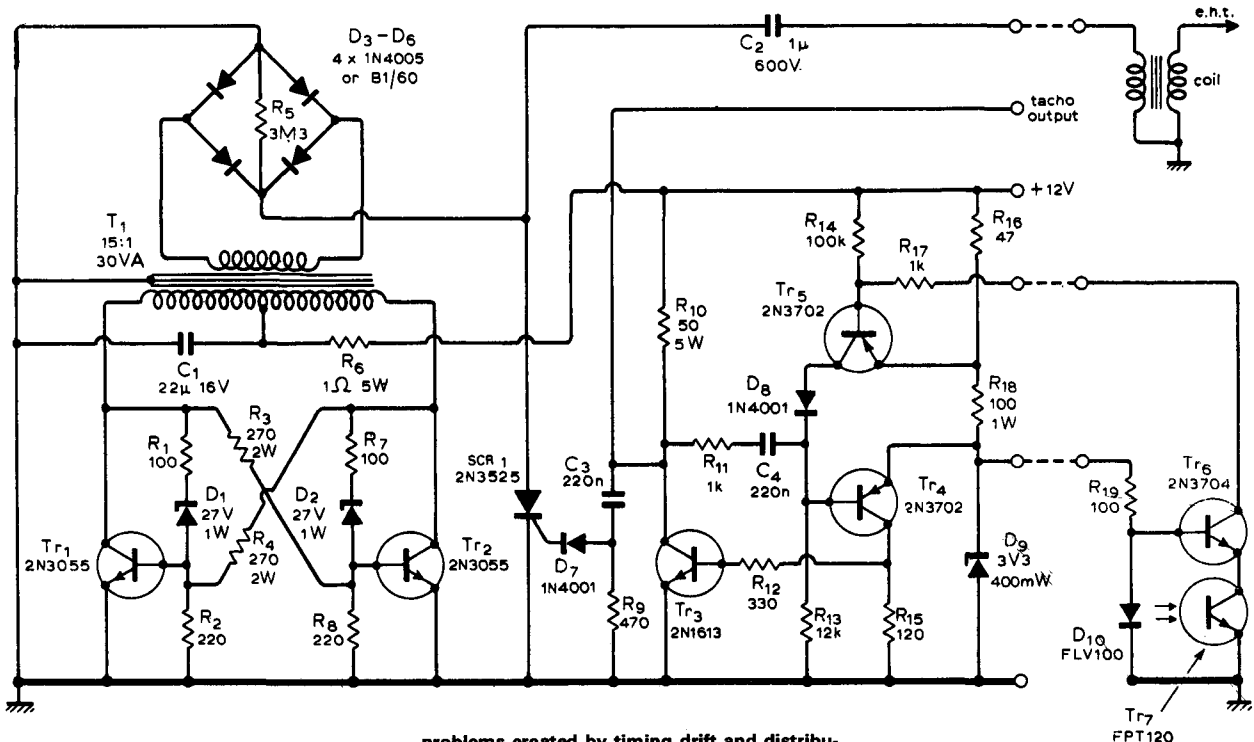 e.h.t.
D3–D6
4 x 1N4005
or B1/60
C2
1μ
600V
coil
R5
3M3
tacho
output
+12V
T1
15:1
30VA
R14
100k
R16
47
R17
1k
Tr5
2N3702
R10
50
5W
C1
22μ 16V
R6
1Ω 5W
D8
1N4001
R18
100
1W
R1
100
R3
270
2W
R7
100
SCR 1
2N3525
C3
220n
R11
1k
C4
220n
Tr4
2N3702
R19
100
Tr6
2N3704
D1
27V
1W
D2
27V
1W
R4
270
2W
Tr1
2N3055
Tr2
2N3055
D7
1N4001
D9
3V3
400mW
R12
330
Tr3
2N1613
R2
220
R8
220
R9
470
R13
12k
R15
120
D10
FLV100
Tr7
FPT120
problems created by timing drift and distribu-